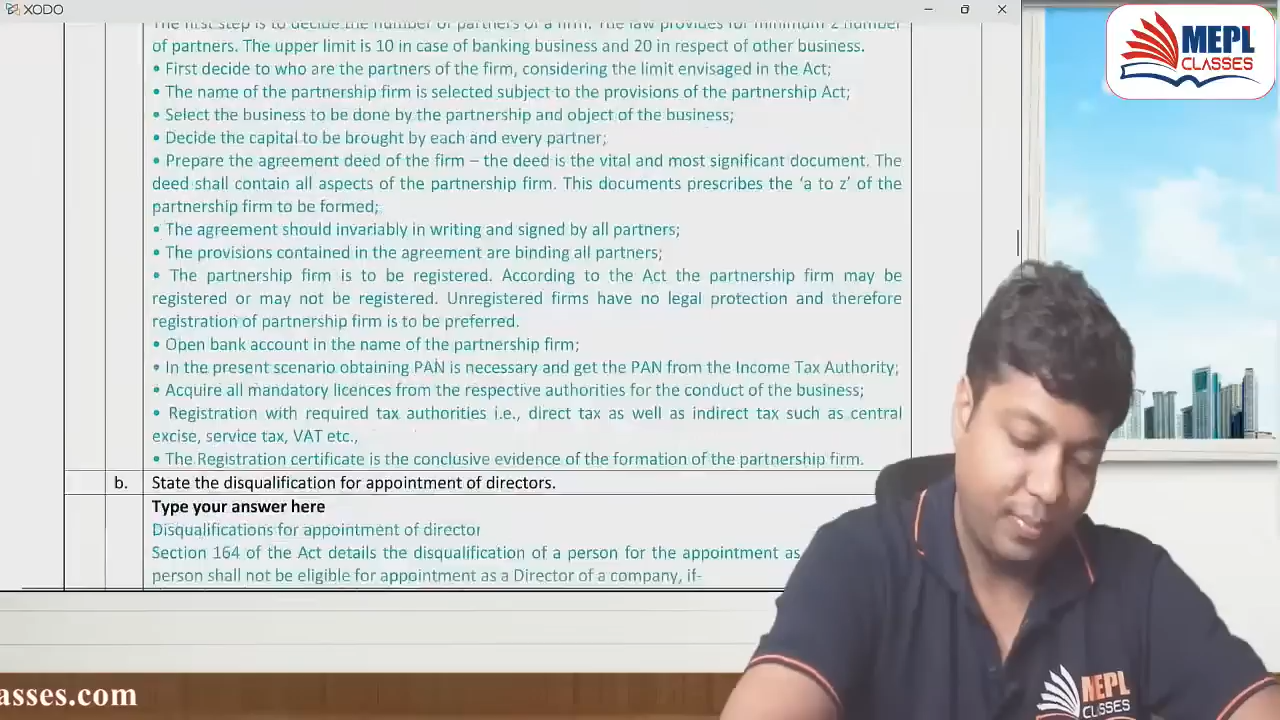 XODO
The first step is to decide the number of partners of a firm. The law provides for minimum 2 number
of partners. The upper limit is 10 in case of banking business and 20 in respect of other business.
• First decide to who are the partners of the firm, considering the limit envisaged in the Act;
• The name of the partnership firm is selected subject to the provisions of the partnership Act;
• Select the business to be done by the partnership and object of the business;
• Decide the capital to be brought by each and every partner;
• Prepare the agreement deed of the firm – the deed is the vital and most significant document. The
deed shall contain all aspects of the partnership firm. This documents prescribes the ‘a to z’ of the
partnership firm to be formed;
• The agreement should invariably in writing and signed by all partners;
• The provisions contained in the agreement are binding all partners;
• The partnership firm is to be registered. According to the Act the partnership firm may be
registered or may not be registered. Unregistered firms have no legal protection and therefore
registration of partnership firm is to be preferred.
• Open bank account in the name of the partnership firm;
• In the present scenario obtaining PAN is necessary and get the PAN from the Income Tax Authority;
• Acquire all mandatory licences from the respective authorities for the conduct of the business;
• Registration with required tax authorities i.e., direct tax as well as indirect tax such as central
excise, service tax, VAT etc.,
• The Registration certificate is the conclusive evidence of the formation of the partnership firm.
b. State the disqualification for appointment of directors.
Type your answer here
Disqualifications for appointment of director
Section 164 of the Act details the disqualification of a person for the appointment as
person shall not be eligible for appointment as a Director of a company, if-
MEPL
CLASSES
MEPL
CLASSES
asses.com